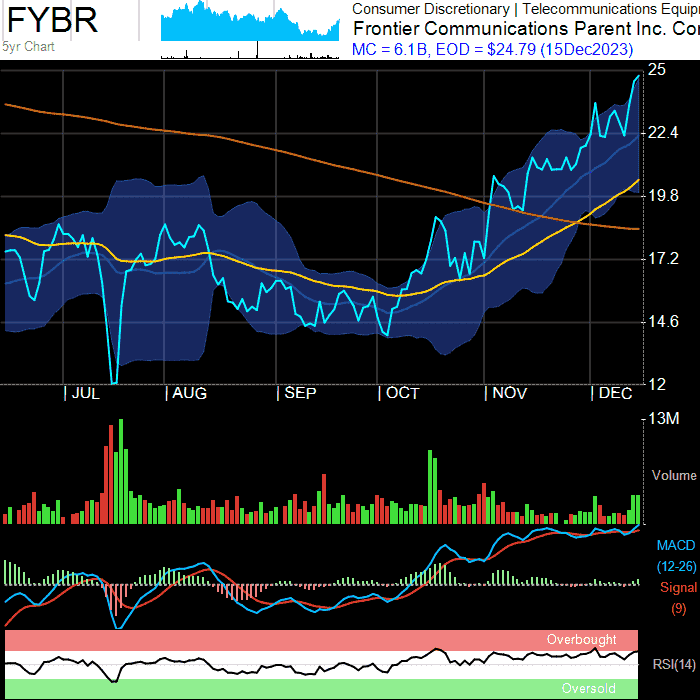 FYBR
5yr Chart
Consumer Discretionary | Telecommunications Equip
Frontier Communications Parent Inc. Co
MC = 6.1B, EOD = $24.79 (15Dec2023)
25
22.4
19.8
17.2
14.6
12
| JUL | AUG | SEP | OCT | NOV | DEC
13M
Volume
MACD
(12-26)
Signal
(9)
Overbought
RSI(14)
Oversold